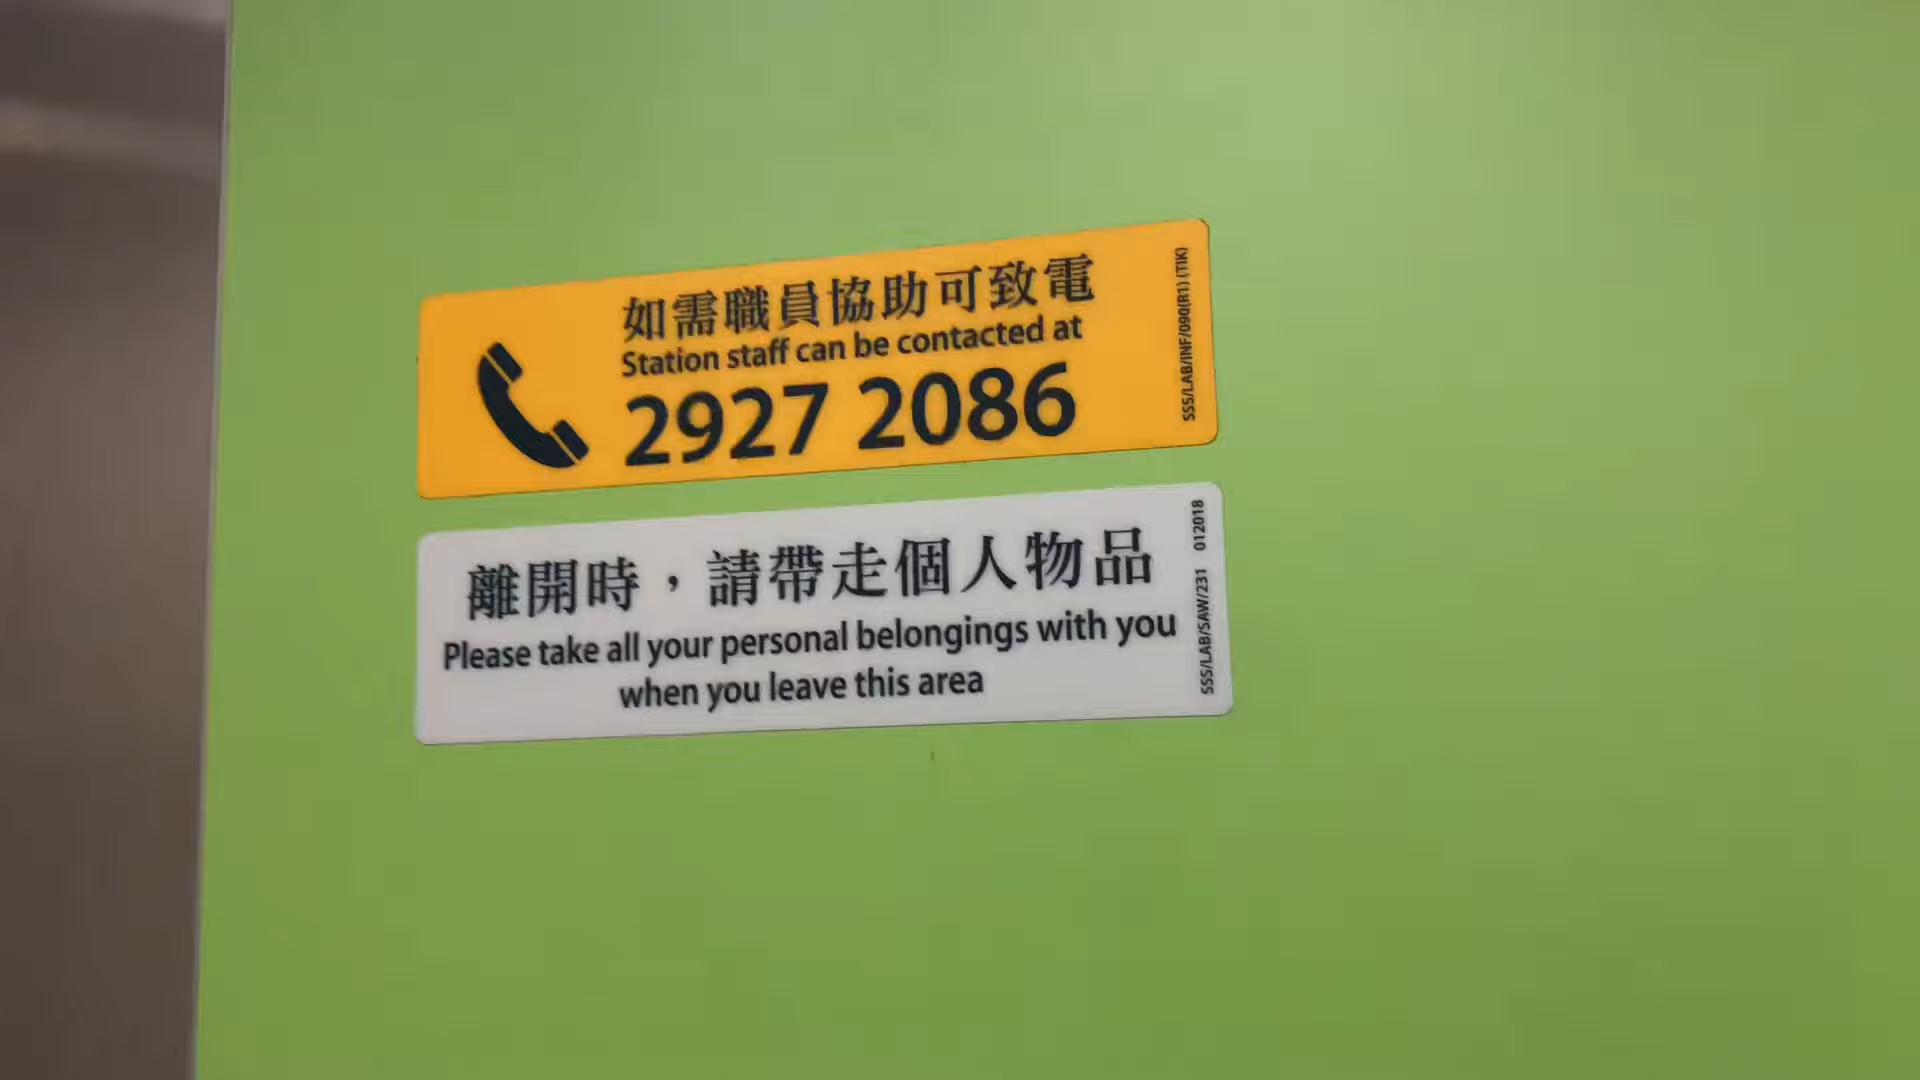 如需職員協助可致電
Station staff can be contacted at
2927 2086
SSS/LAB/INF/090(R1) (TIK)
離開時，請帶走個人物品
Please take all your personal belongings with you
when you leave this area
SSS/LAB/SAW/231 012018